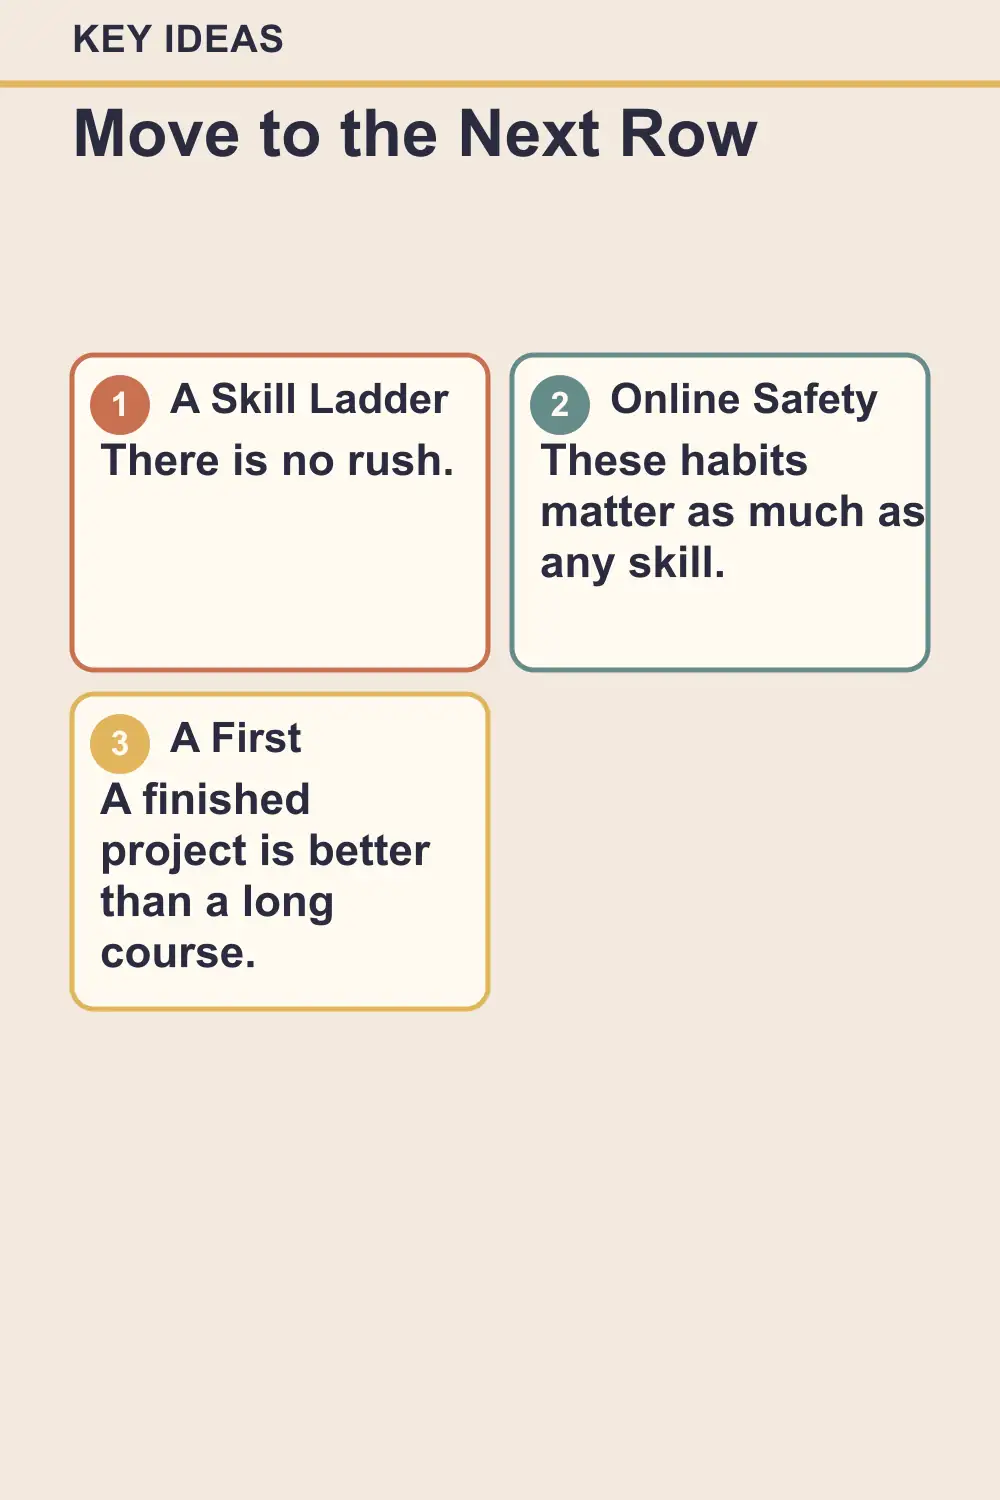 KEY IDEAS
Move to the Next Row
1 A Skill Ladder
There is no rush.
2 Online Safety
These habits
matter as much as
any skill.
3 A First
A finished
project is better
than a long
course.